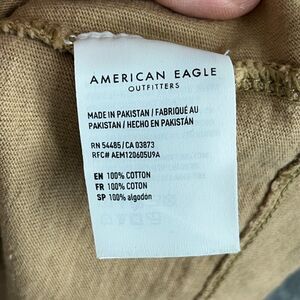 AMERICAN EAGLE
OUTFITTERS
MADE IN PAKISTAN / FABRIQUÉ AU
PAKISTAN / HECHO EN PAKISTÁN
RN 54485 / CA 03873
RFC# AEM120605U9A
EN 100% COTTON
FR 100% COTON
SP 100% algodon